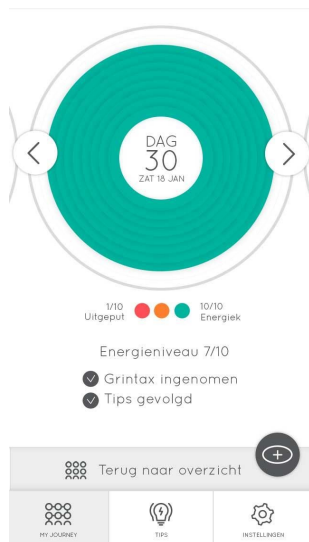 DAG
30
ZAT 18 JAN
1/10
Uitgeput
10/10
Energiek
Energieniveau 7/10
Grintax ingenomen
Tips gevolgd
Terug naar overzicht
MY JOURNEY
TIPS
INSTELLINGEN